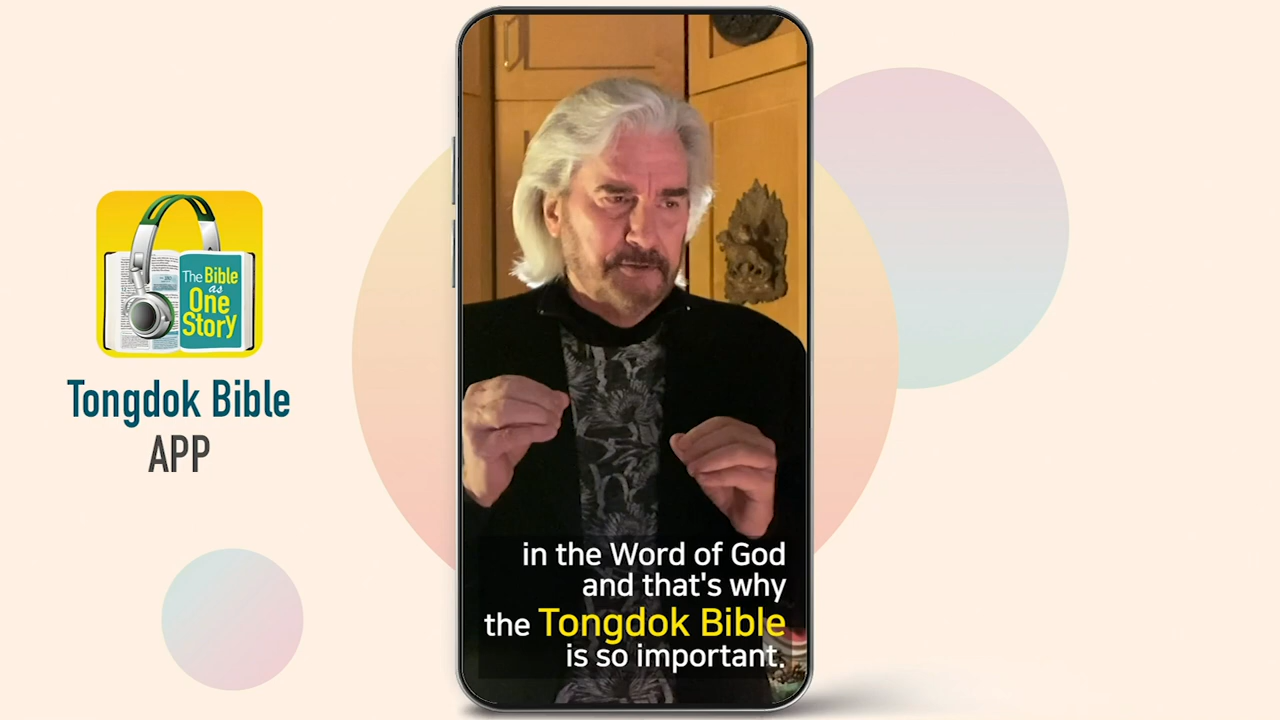 The Bible
as
One
Story
Tongdok Bible
APP
in the Word of God
and that's why
the Tongdok Bible
is so important.